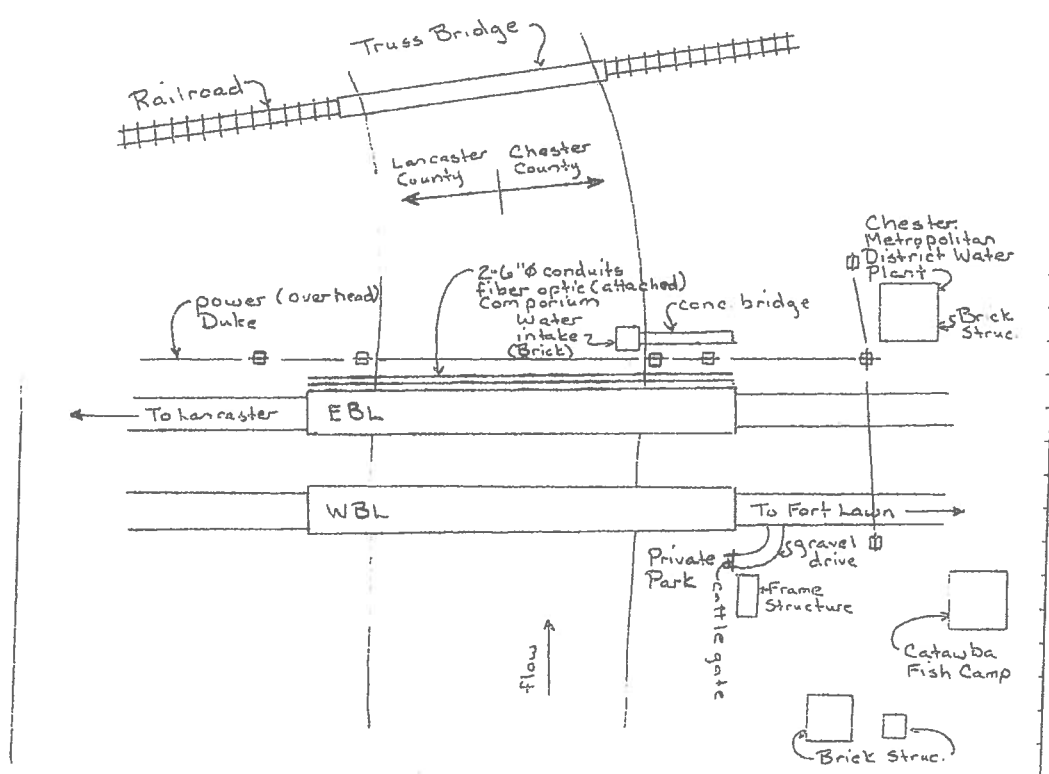 Truss Bridge
Railroad
Lancaster
County
Chester
County
Chester
Metropolitan
District Water
Plant
Brick
Struc.
2-6"ø conduits
fiber optic (attached)
Comporium
power (overhead)
Duke
Water
intake
(Brick)
conc. bridge
To Lancaster
EBL
WBL
To Fort Lawn
gravel
drive
Private
Park
cattle gate
Frame
Structure
flow
Catawba
Fish Camp
Brick Struc.